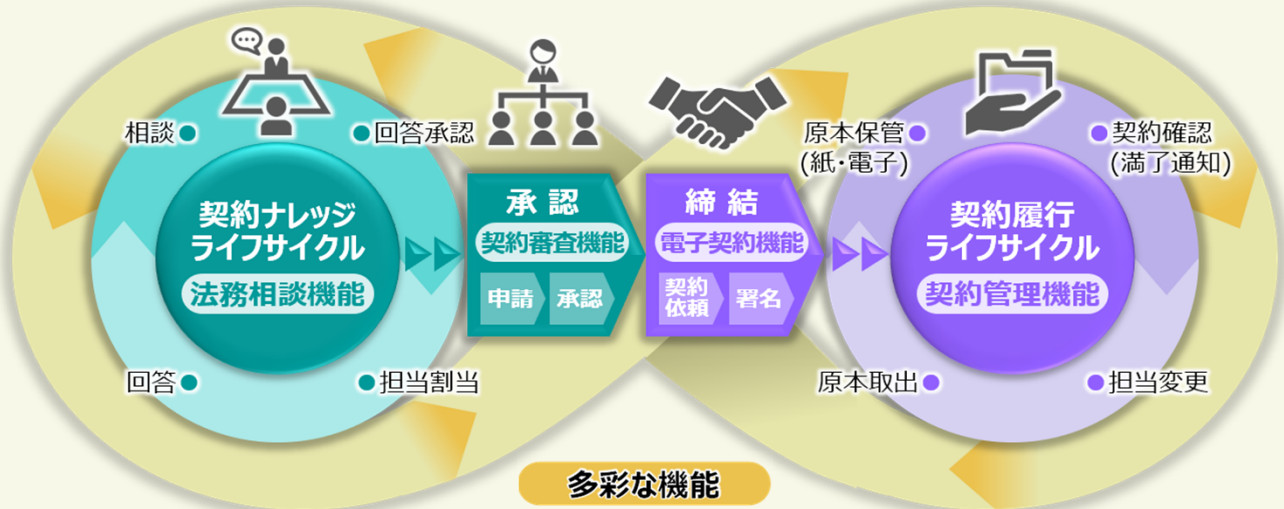 相談
回答承認
契約ナレッジ
ライフサイクル
法務相談機能
回答
担当割当
承認
契約審査機能
申請
承認
締結
電子契約機能
契約
依頼
署名
原本保管
(紙・電子)
契約確認
(満了通知)
契約履行
ライフサイクル
契約管理機能
原本取出
担当変更
多彩な機能